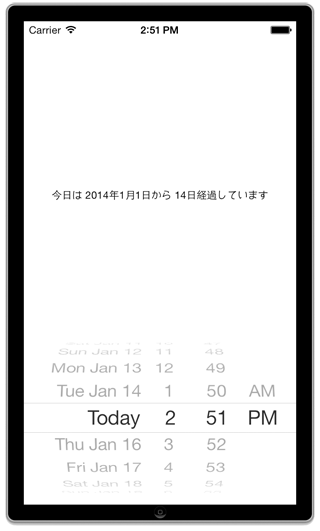 Carrier 2:51 PM
今日は 2014年1月1日から 14日経過しています
Sun Jan 12 11 48
Mon Jan 13 12 49
Tue Jan 14 1 50 AM
Today 2 51 PM
Thu Jan 16 3 52
Fri Jan 17 4 53
Sat Jan 18 5 54